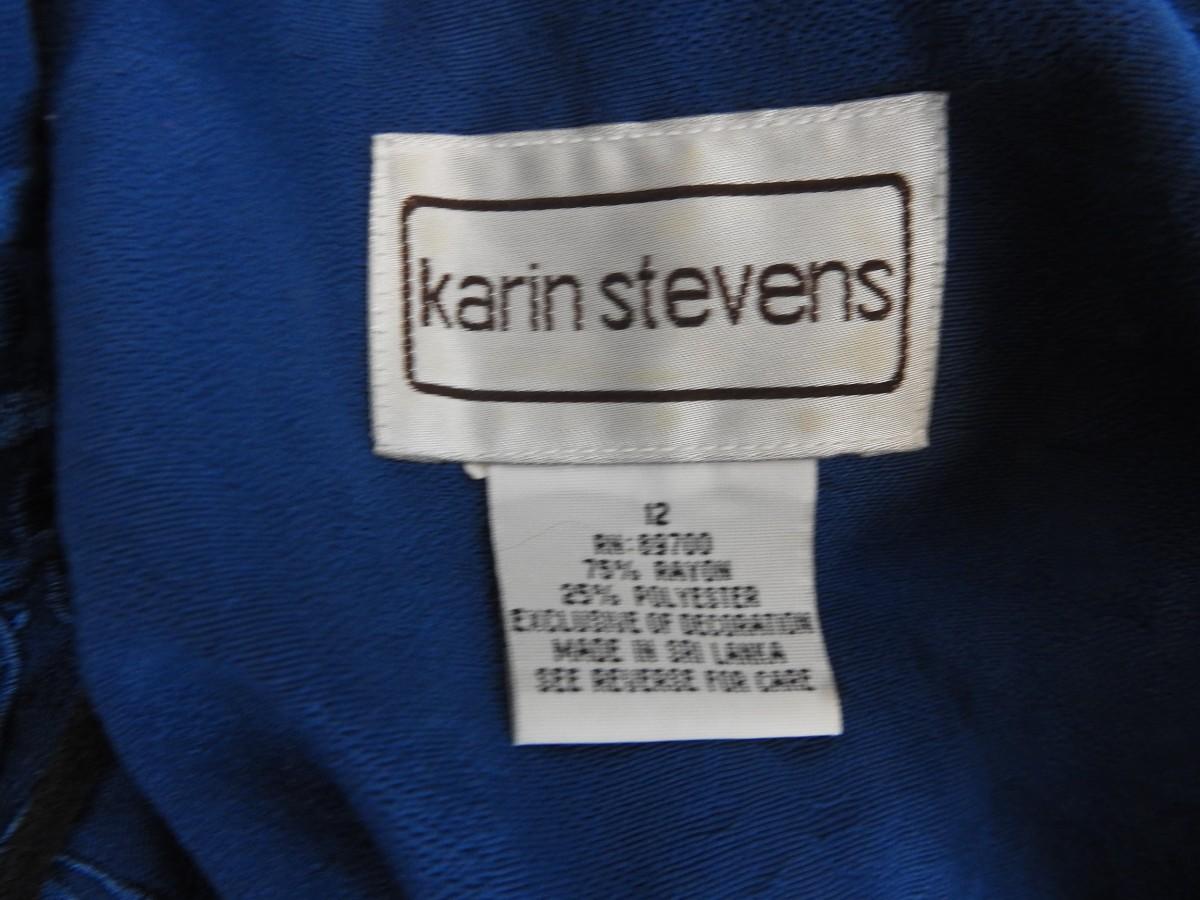 karin stevens
12
RN:89700
75% RAYON
25% POLYESTER
EXCLUSIVE OF DECORATION
MADE IN SRI LANKA
SEE REVERSE FOR CARE